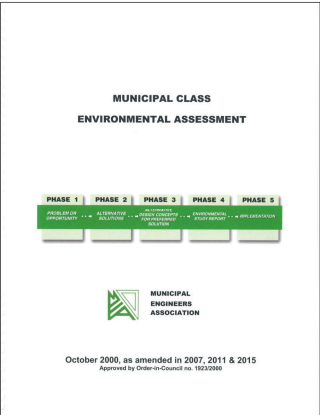 MUNICIPAL CLASS
ENVIRONMENTAL ASSESSMENT
PHASE 1
PHASE 2
PHASE 3
PHASE 4
PHASE 5
PROBLEM OR
OPPORTUNITY
ALTERNATIVE
SOLUTIONS
ALTERNATIVE
DESIGN CONCEPTS
FOR PREFERRED
SOLUTION
ENVIRONMENTAL
STUDY REPORT
IMPLEMENTATION
MUNICIPAL
ENGINEERS
ASSOCIATION
October 2000, as amended in 2007, 2011 & 2015
Approved by Order-in-Council no. 1923/2000